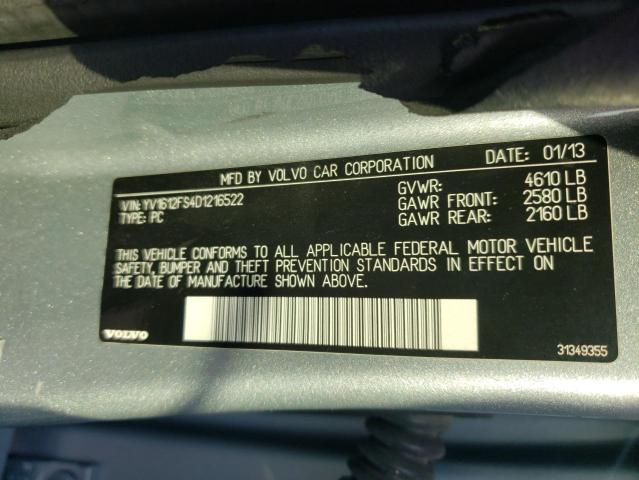 MFD BY VOLVO CAR CORPORATION DATE: 01/13
VIN: YV1612FS4D1216522 GVWR: 4610 LB
TYPE: PC GAWR FRONT: 2580 LB
GAWR REAR: 2160 LB
THIS VEHICLE CONFORMS TO ALL APPLICABLE FEDERAL MOTOR VEHICLE
SAFETY, BUMPER AND THEFT PREVENTION STANDARDS IN EFFECT ON
THE DATE OF MANUFACTURE SHOWN ABOVE.
VOLVO 31349355